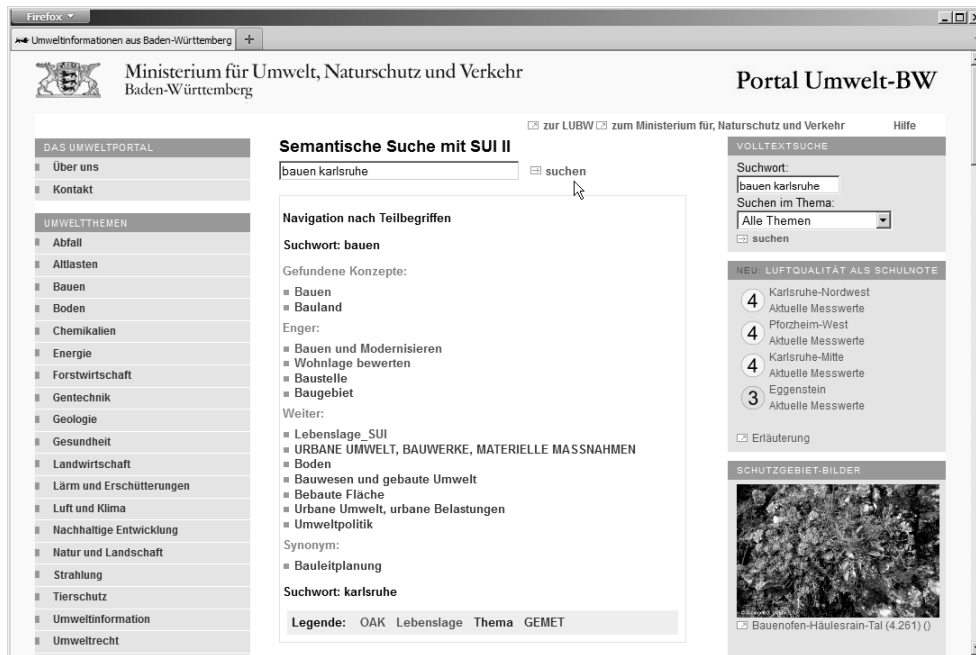 Firefox
Umweltinformationen aus Baden-Württemberg +
Ministerium für Umwelt, Naturschutz und Verkehr
Baden-Württemberg
Portal Umwelt-BW
zur LUBW zum Ministerium für, Naturschutz und Verkehr Hilfe
DAS UMWELTPORTAL
Über uns
Kontakt
UMWELTTHEMEN
Abfall
Altlasten
Bauen
Boden
Chemikalien
Energie
Forstwirtschaft
Gentechnik
Geologie
Gesundheit
Landwirtschaft
Lärm und Erschütterungen
Luft und Klima
Nachhaltige Entwicklung
Natur und Landschaft
Strahlung
Tierschutz
Umweltinformation
Umweltrecht
Semantische Suche mit SUI II
bauen karlsruhe suchen
Navigation nach Teilbegriffen
Suchwort: bauen
Gefundene Konzepte:
Bauen
Bauland
Enger:
Bauen und Modernisieren
Wohnlage bewerten
Baustelle
Baugebiet
Weiter:
Lebenslage_SUI
URBANE UMWELT, BAUWERKE, MATERIELLE MASSNAHMEN
Boden
Bauwesen und gebaute Umwelt
Bebaute Fläche
Urbane Umwelt, urbane Belastungen
Umweltpolitik
Synonym:
Bauleitplanung
Suchwort: karlsruhe
Legende: OAK Lebenslage Thema GEMET
VOLLTEXTSUCHE
Suchwort:
bauen karlsruhe
Suchen im Thema:
Alle Themen
suchen
NEU: LUFTQUALITÄT ALS SCHULNOTE
4 Karlsruhe-Nordwest
Aktuelle Messwerte
4 Pforzheim-West
Aktuelle Messwerte
4 Karlsruhe-Mitte
Aktuelle Messwerte
3 Eggenstein
Aktuelle Messwerte
Erläuterung
SCHUTZGEBIET-BILDER
Bauenofen-Häulesrain-Tal (4.261) ()